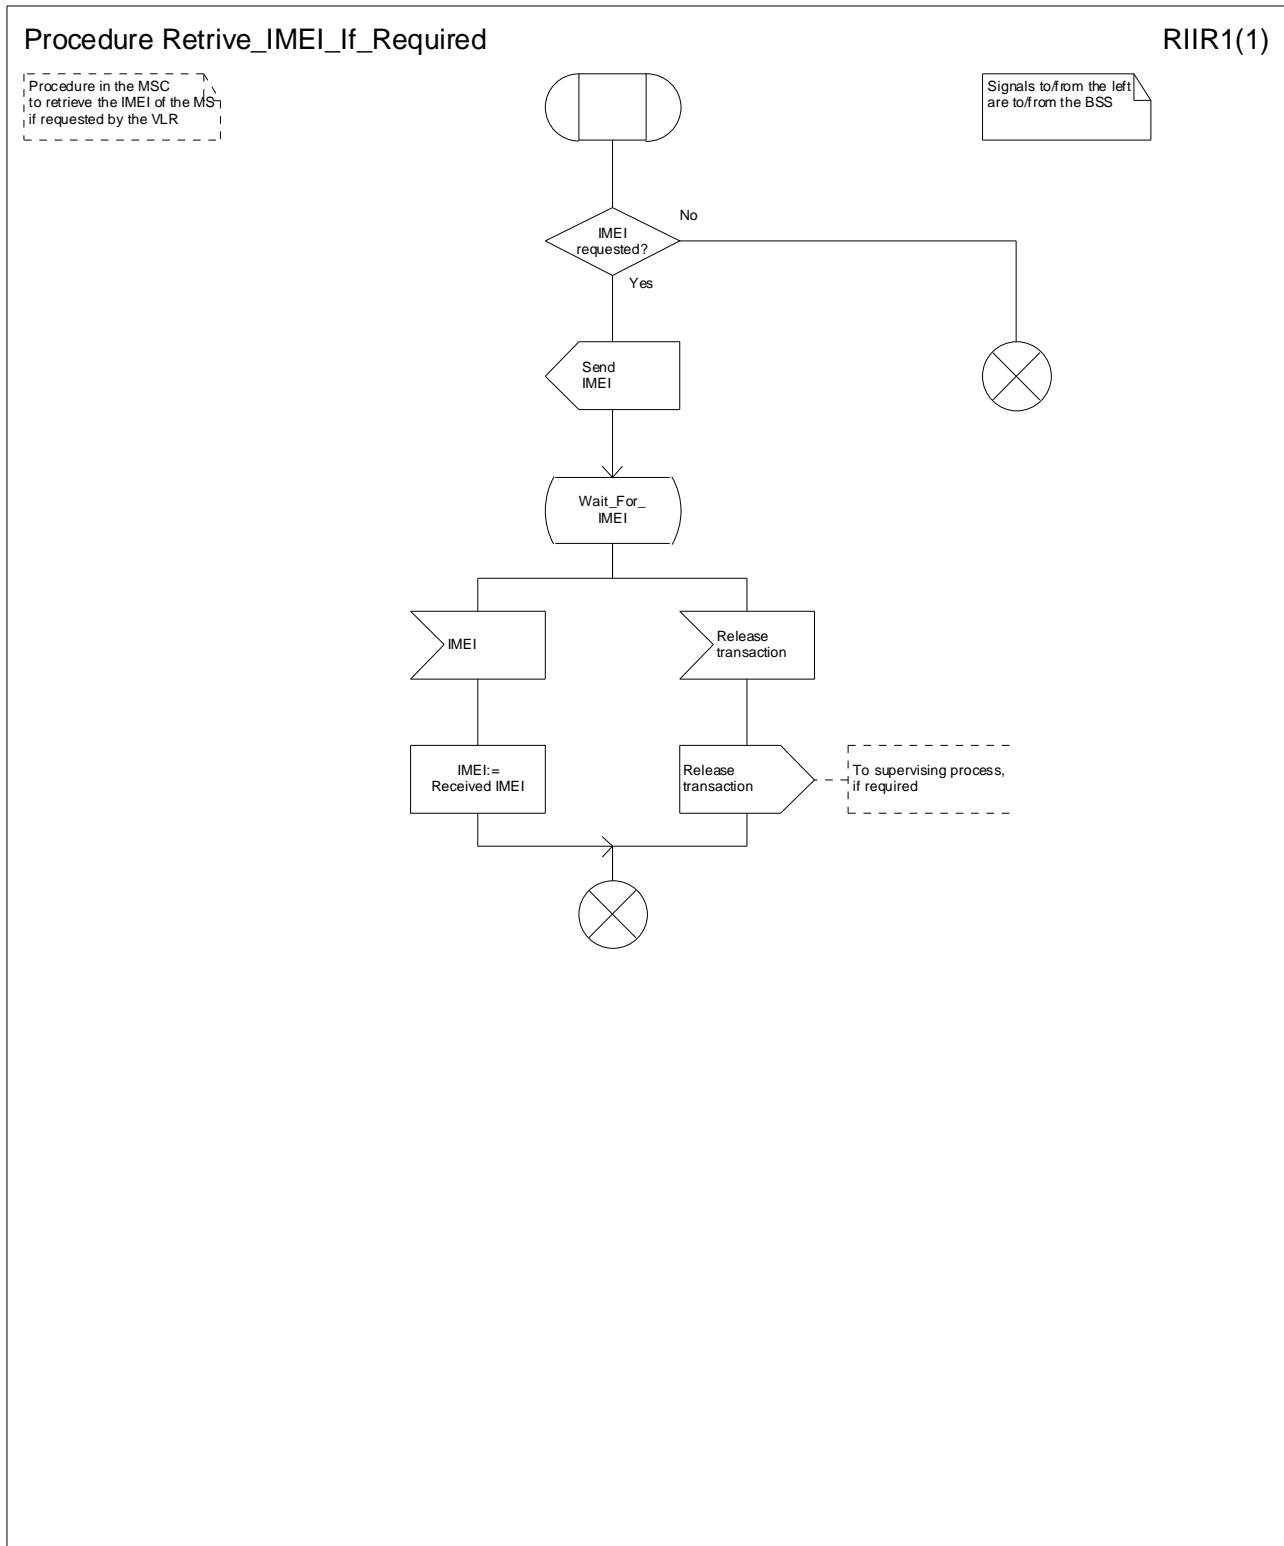 Procedure Retrive_IMEI_If_Required
RIIR1(1)
Procedure in the MSC
to retrieve the IMEI of the MS
if requested by the VLR
Signals to/from the left
are to/from the BSS
No
IMEI
requested?
Yes
Send
IMEI
Wait_For_
IMEI
IMEI
Release
transaction
IMEI:=
Received IMEI
Release
transaction
To supervising process,
if required